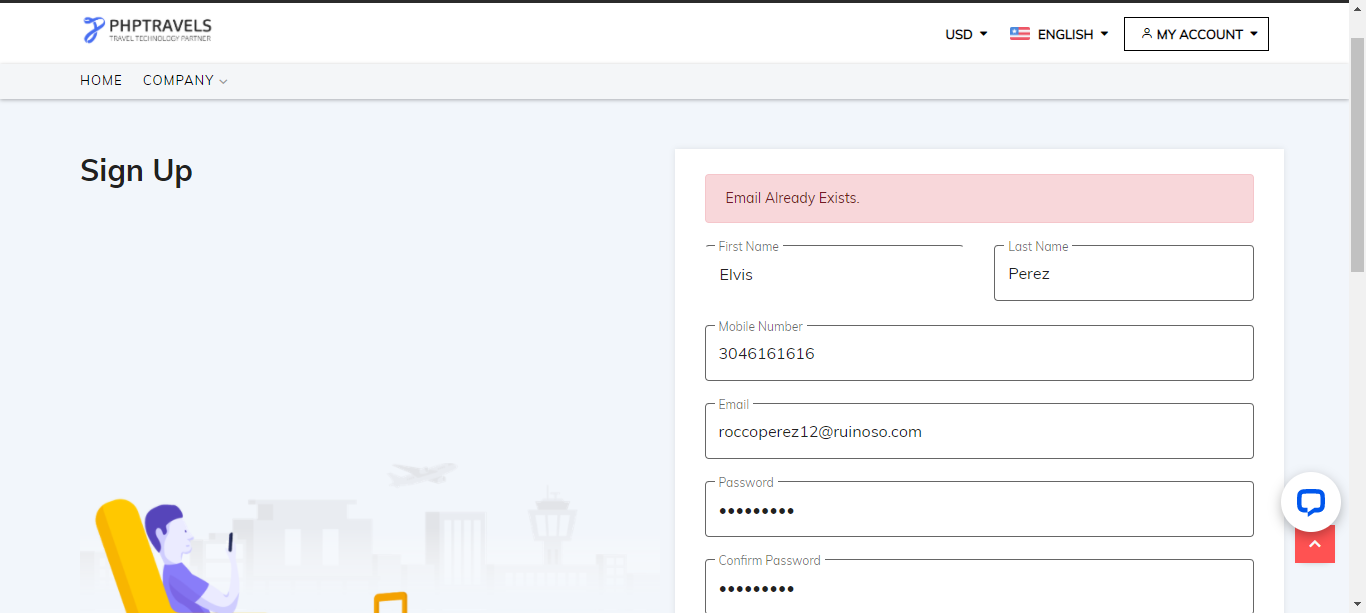 PHPTRAVELS
TRAVEL TECHNOLOGY PARTNER
USD
ENGLISH
MY ACCOUNT
HOME
COMPANY
Sign Up
Email Already Exists.
First Name
Elvis
Last Name
Perez
Mobile Number
3046161616
Email
roccoperez12@ruinoso.com
Password
•••••••••
Confirm Password
•••••••••